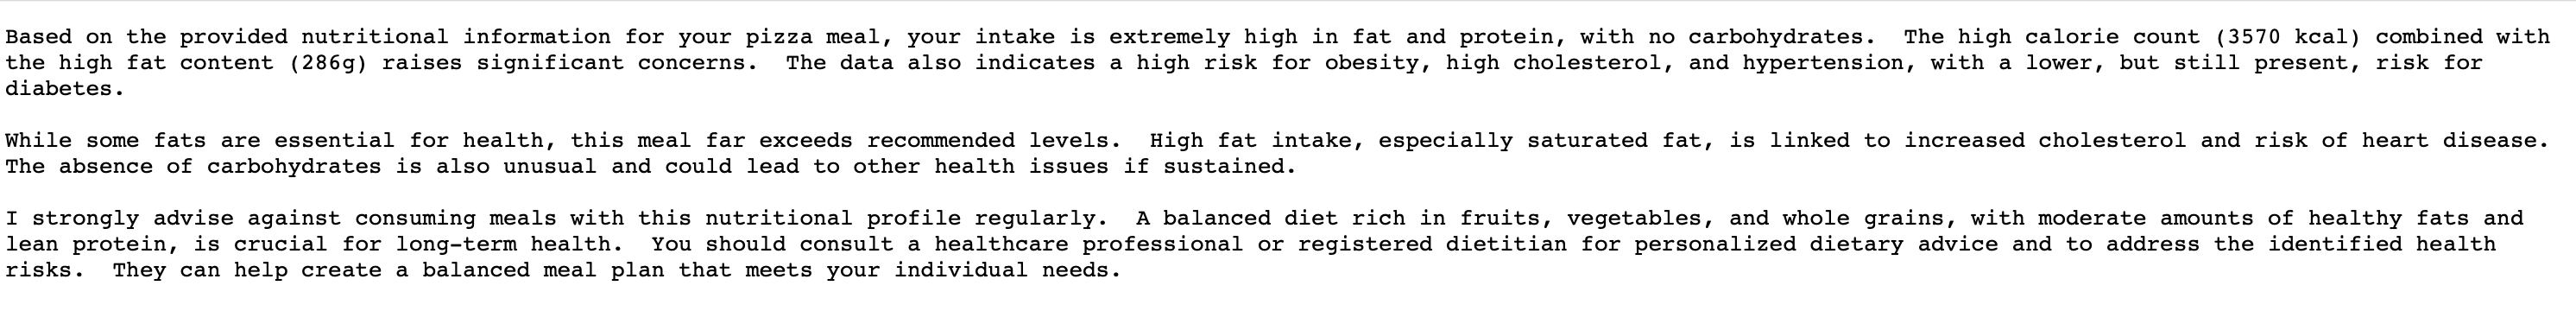 Based on the provided nutritional information for your pizza meal, your intake is extremely high in fat and protein, with no carbohydrates.  The high calorie count (3570 kcal) combined with
the high fat content (286g) raises significant concerns.  The data also indicates a high risk for obesity, high cholesterol, and hypertension, with a lower, but still present, risk for
diabetes.
While some fats are essential for health, this meal far exceeds recommended levels.  High fat intake, especially saturated fat, is linked to increased cholesterol and risk of heart disease.
The absence of carbohydrates is also unusual and could lead to other health issues if sustained.
I strongly advise against consuming meals with this nutritional profile regularly.  A balanced diet rich in fruits, vegetables, and whole grains, with moderate amounts of healthy fats and
lean protein, is crucial for long-term health.  You should consult a healthcare professional or registered dietitian for personalized dietary advice and to address the identified health
risks.  They can help create a balanced meal plan that meets your individual needs.